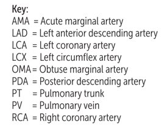 Key:
AMA = Acute marginal artery
LAD = Left anterior descending artery
LCA = Left coronary artery
LCX = Left circumflex artery
OMA = Obtuse marginal artery
PDA = Posterior descending artery
PT = Pulmonary trunk
PV = Pulmonary vein
RCA = Right coronary artery